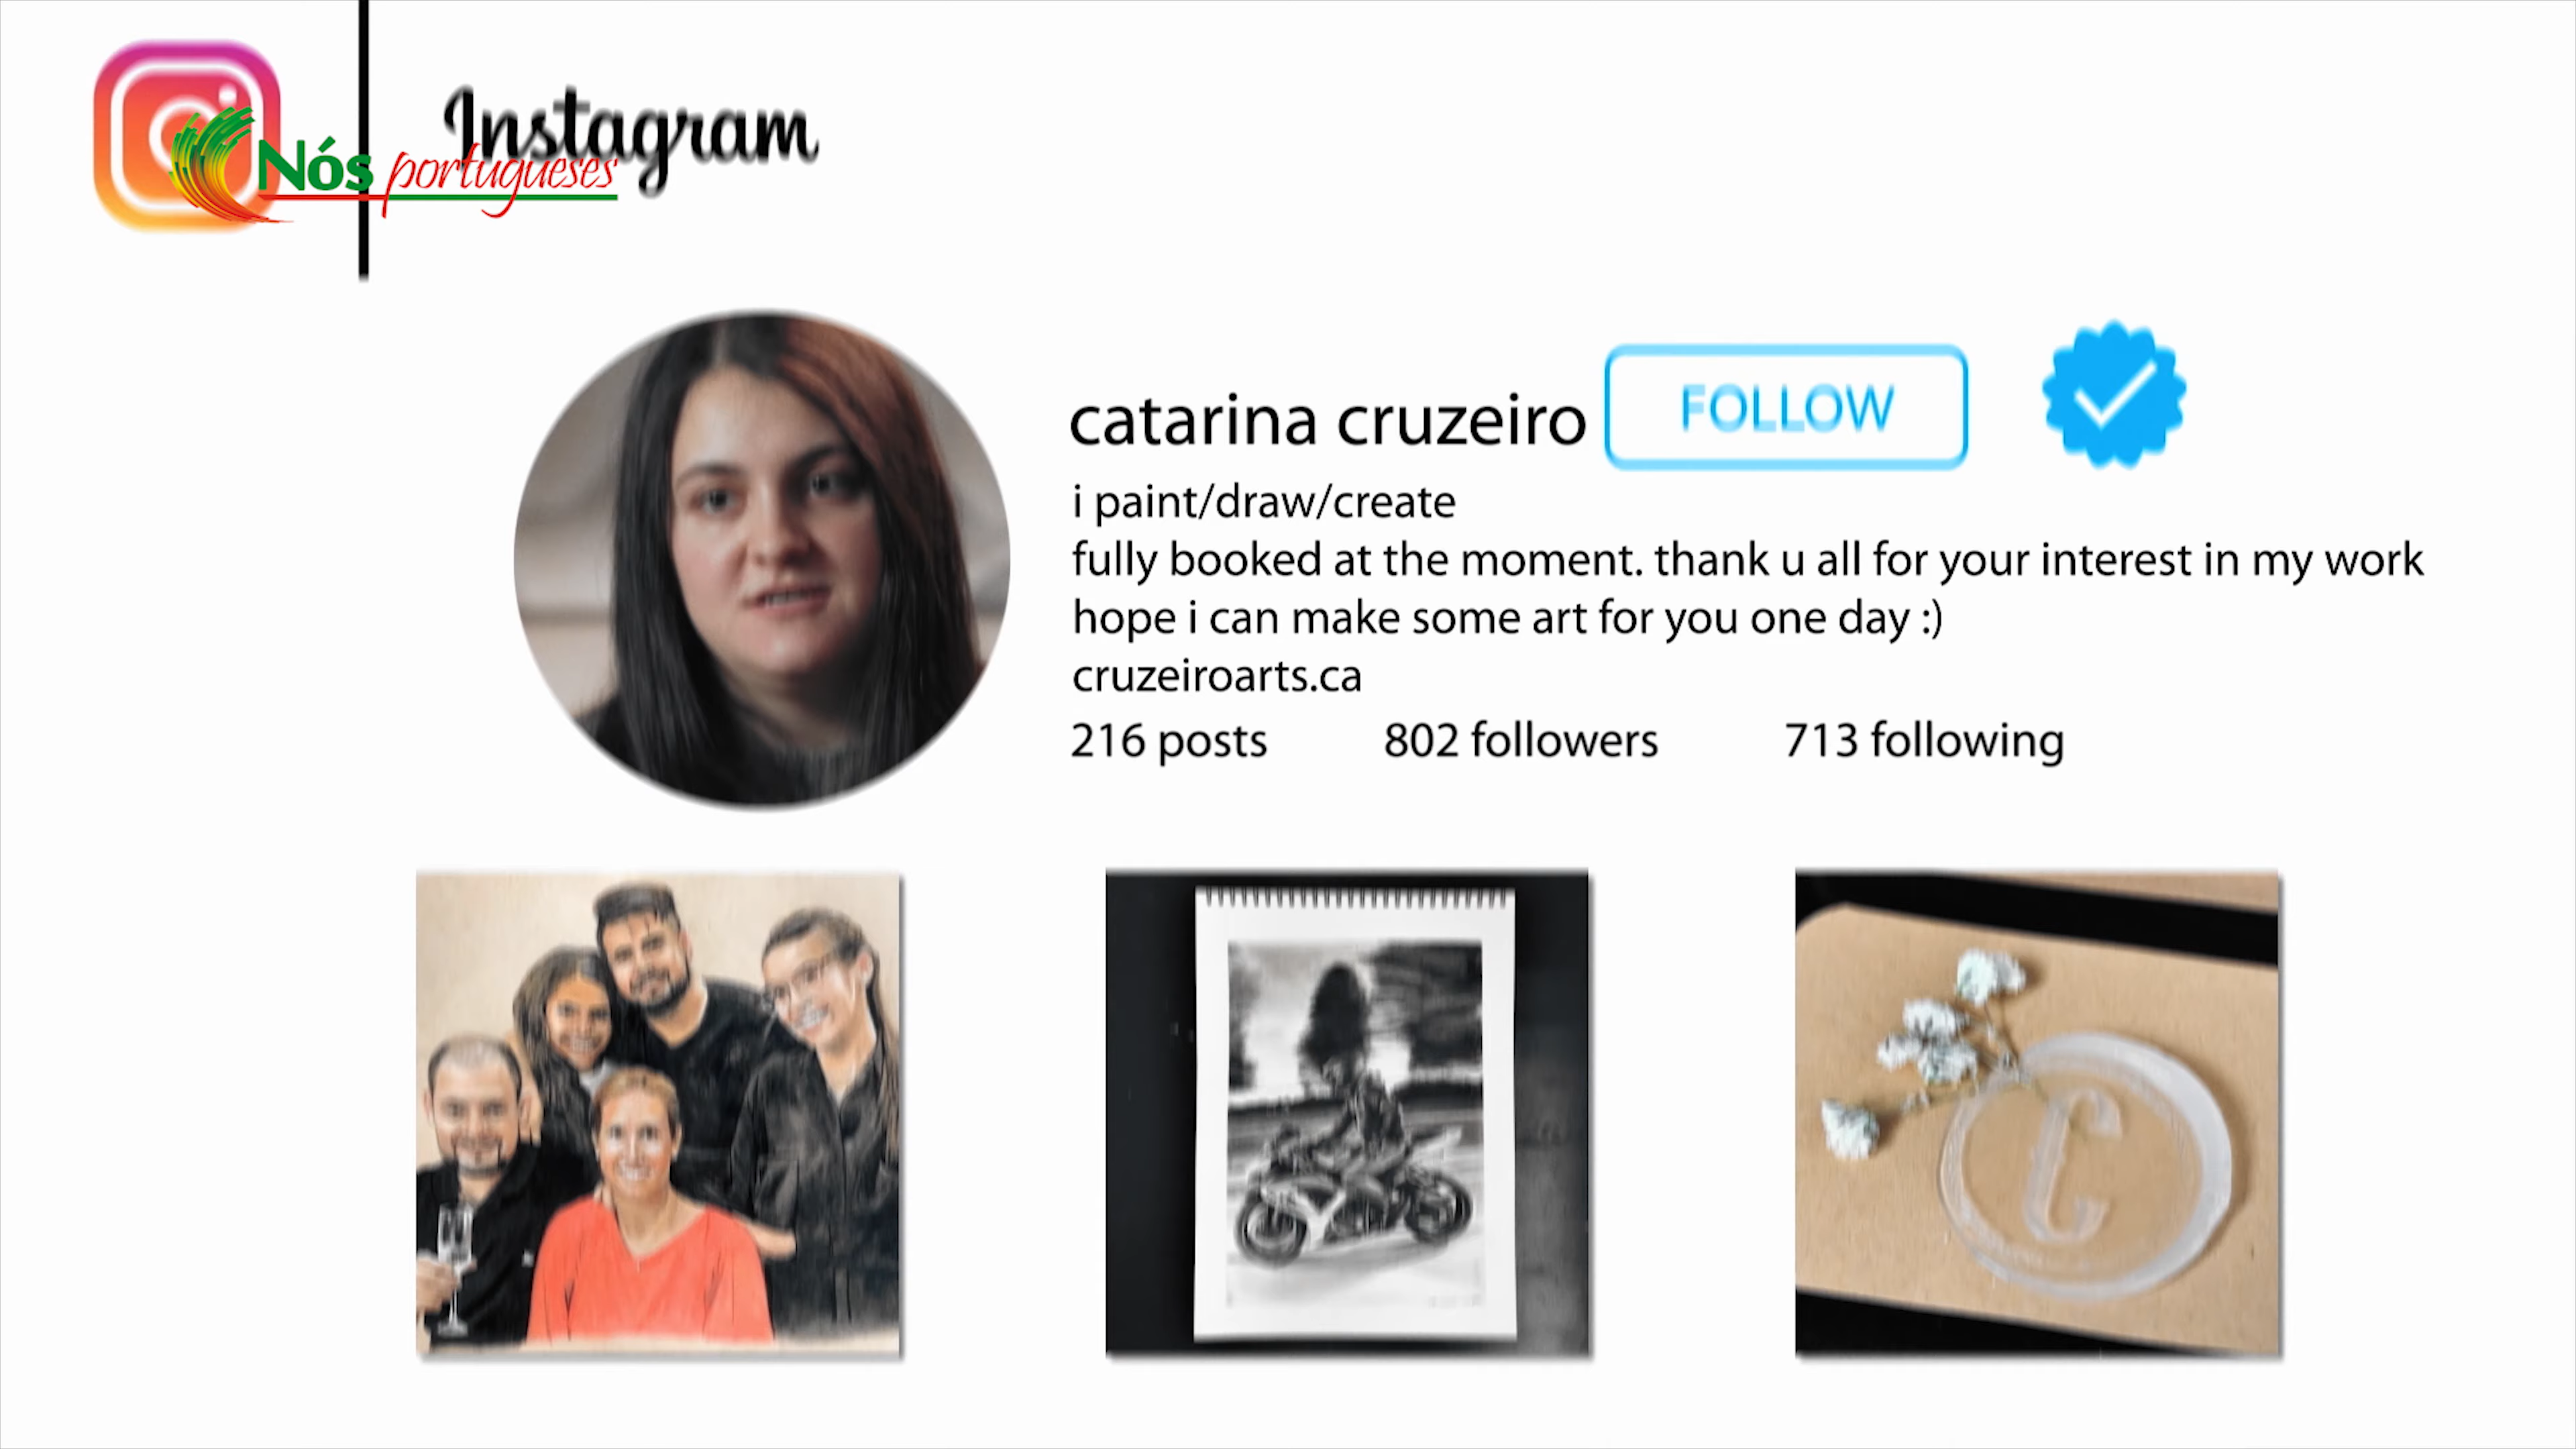 Instagram
Nós portugueses
catarina cruzeiro
FOLLOW
i paint/draw/create
fully booked at the moment. thank u all for your interest in my work
hope i can make some art for you one day :)
cruzeiroarts.ca
216 posts 802 followers 713 following
C